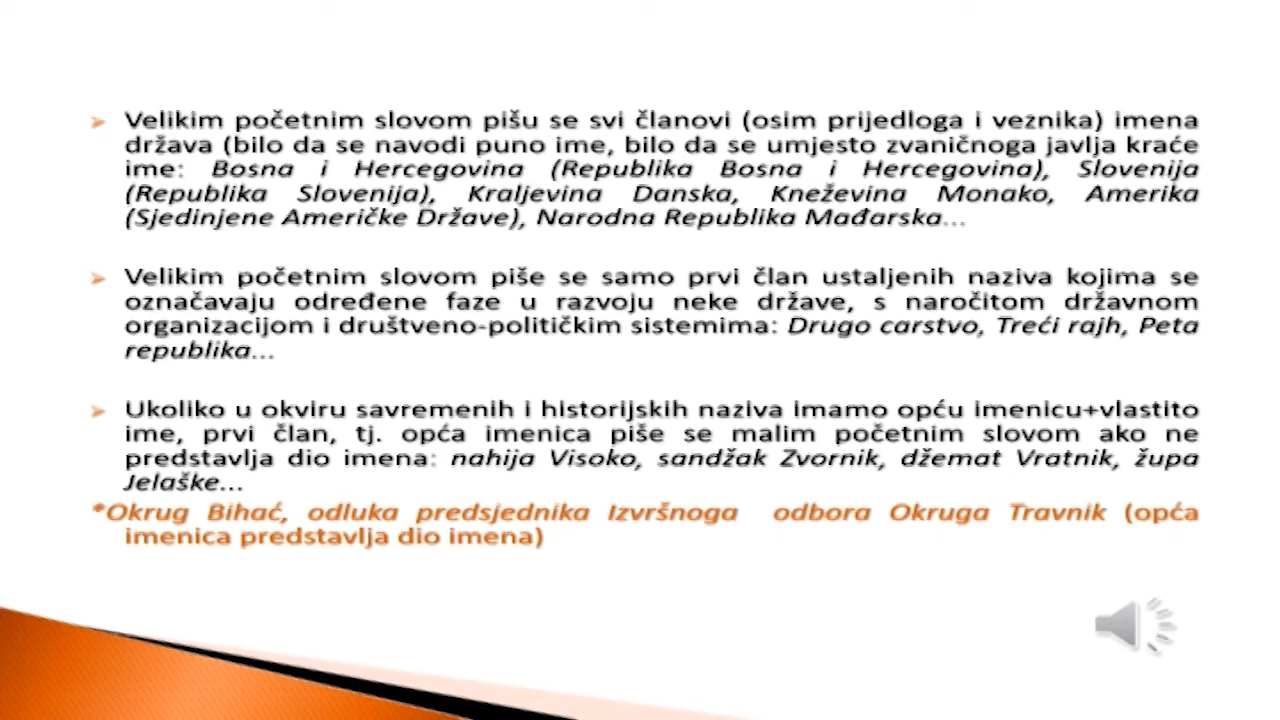 Velikim početnim slovom pišu se svi članovi (osim prijedloga i veznika) imena
država (bilo da se navodi puno ime, bilo da se umjesto zvaničnoga javlja kraće
ime: Bosna i Hercegovina (Republika Bosna i Hercegovina), Slovenija
(Republika Slovenija), Kraljevina Danska, Kneževina Monako, Amerika
(Sjedinjene Američke Države), Narodna Republika Mađarska...
Velikim početnim slovom piše se samo prvi član ustaljenih naziva kojima se
označavaju određene faze u razvoju neke države, s naročitom državnom
organizacijom i društveno-političkim sistemima: Drugo carstvo, Treći rajh, Peta
republika...
Ukoliko u okviru savremenih i historijskih naziva imamo opću imenicu+vlastito
ime, prvi član, tj. opća imenica piše se malim početnim slovom ako ne
predstavlja dio imena: nahija Visoko, sandžak Zvornik, džemat Vratnik, župa
Jelaške...
*Okrug Bihać, odluka predsjednika Izvršnoga odbora Okruga Travnik (opća
imenica predstavlja dio imena)